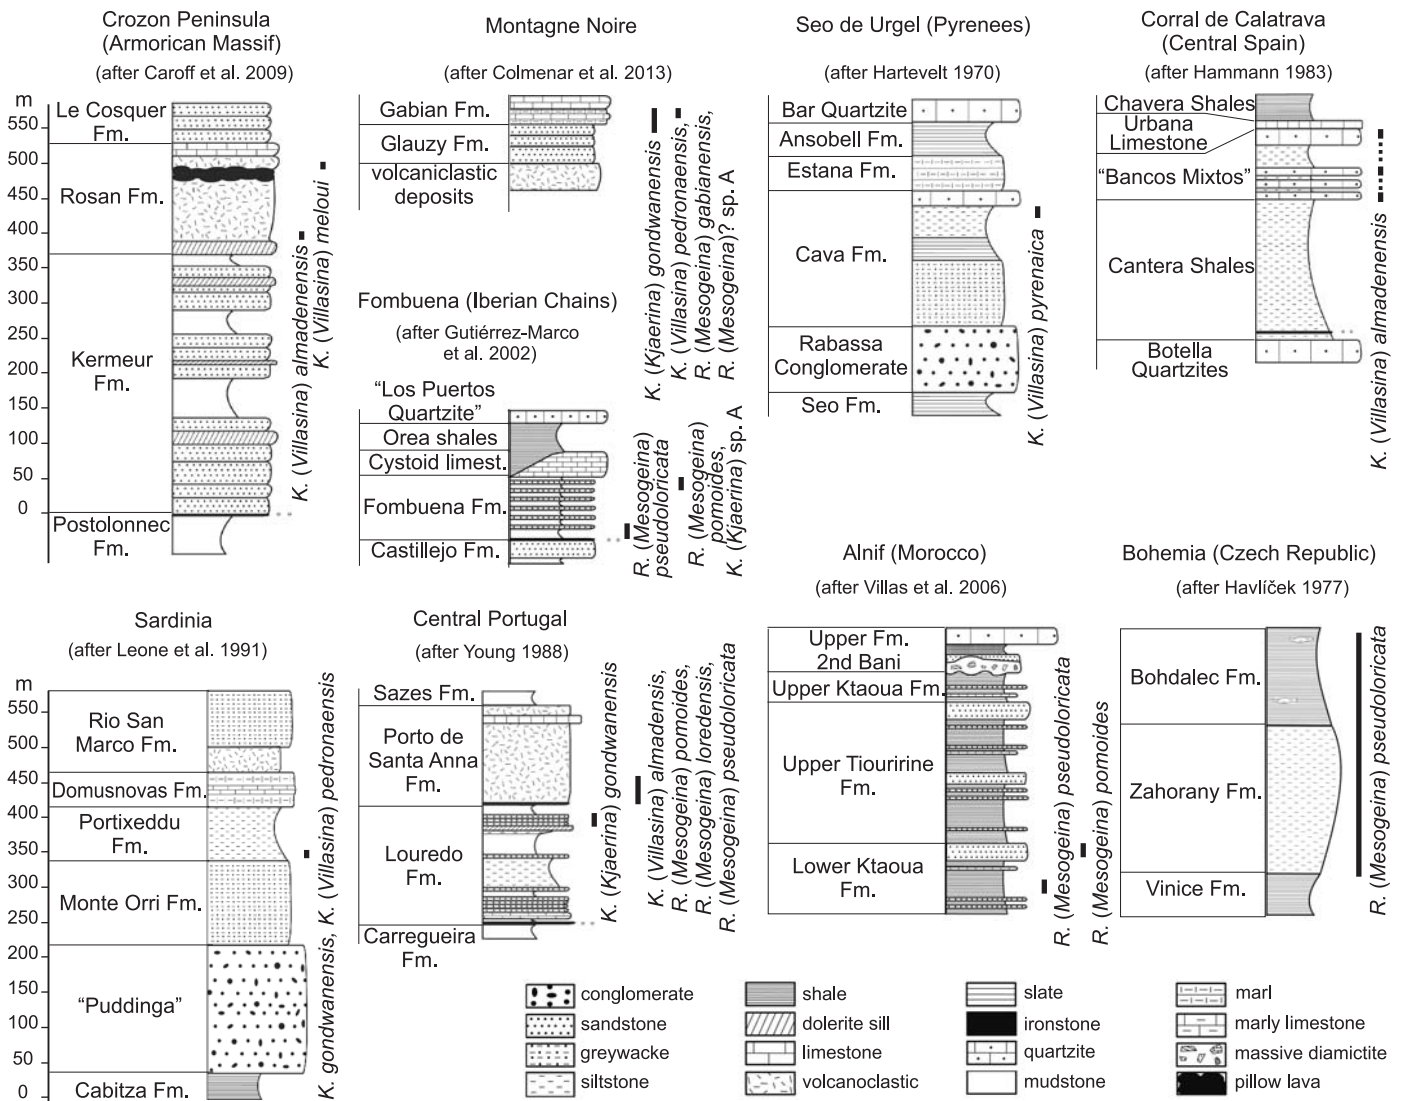 Crozon Peninsula
(Armorican Massif)
(after Caroff et al. 2009)
m
550
500
450
400
350
300
250
200
150
100
50
0
Le Cosquer
Fm.
Rosan Fm.
Kermeur
Fm.
Postolonnec
Fm.
K. (Villasina) almadenensis
K. (Villasina) meloui
Montagne Noire
(after Colmenar et al. 2013)
Gabian Fm.
Glauzy Fm.
volcaniclastic
deposits
K. (Kjaerina) gondwanensis
K. (Villasina) pedronaensis,
R. (Mesogeina) gabianensis,
R. (Mesogeina)? sp. A
Fombuena (Iberian Chains)
(after Gutiérrez-Marco
et al. 2002)
“Los Puertos
Quartzite”
Orea shales
Cystoid limest.
Fombuena Fm.
Castillejo Fm.
R. (Mesogeina)
pseudoloricata
R. (Mesogeina)
pomoides,
K. (Kjaerina) sp. A
Seo de Urgel (Pyrenees)
(after Hartevelt 1970)
Bar Quartzite
Ansobell Fm.
Estana Fm.
Cava Fm.
Rabassa
Conglomerate
Seo Fm.
K. (Villasina) pyrenaica
Corral de Calatrava
(Central Spain)
(after Hammann 1983)
Chavera Shales
Urbana
Limestone
“Bancos Mixtos”
Cantera Shales
Botella
Quartzites
K. (Villasina) almadenensis
Sardinia
(after Leone et al. 1991)
m
550
500
450
400
350
300
250
200
150
100
50
0
Rio San
Marco Fm.
Domusnovas Fm.
Portixeddu
Fm.
Monte Orri Fm.
“Puddinga”
Cabitza Fm.
K. gondwanensis, K. (Villasina) pedronaensis
Central Portugal
(after Young 1988)
Sazes Fm.
Porto de
Santa Anna
Fm.
Louredo
Fm.
Carregueira
Fm.
K. (Kjaerina) gondwanensis
K. (Villasina) almadensis,
R. (Mesogeina) pomoides,
R. (Mesogeina) loredensis,
R. (Mesogeina) pseudoloricata
Alnif (Morocco)
(after Villas et al. 2006)
Upper Fm.
2nd Bani
Upper Ktaoua Fm.
Upper Tiouririne
Fm.
Lower Ktaoua
Fm.
R. (Mesogeina) pseudoloricata
R. (Mesogeina) pomoides
Bohemia (Czech Republic)
(after Havlíček 1977)
Bohdalec Fm.
Zahorany Fm.
Vinice Fm.
R. (Mesogeina) pseudoloricata
conglomerate
sandstone
greywacke
siltstone
shale
dolerite sill
limestone
volcanoclastic
slate
ironstone
quartzite
mudstone
marl
marly limestone
massive diamictite
pillow lava